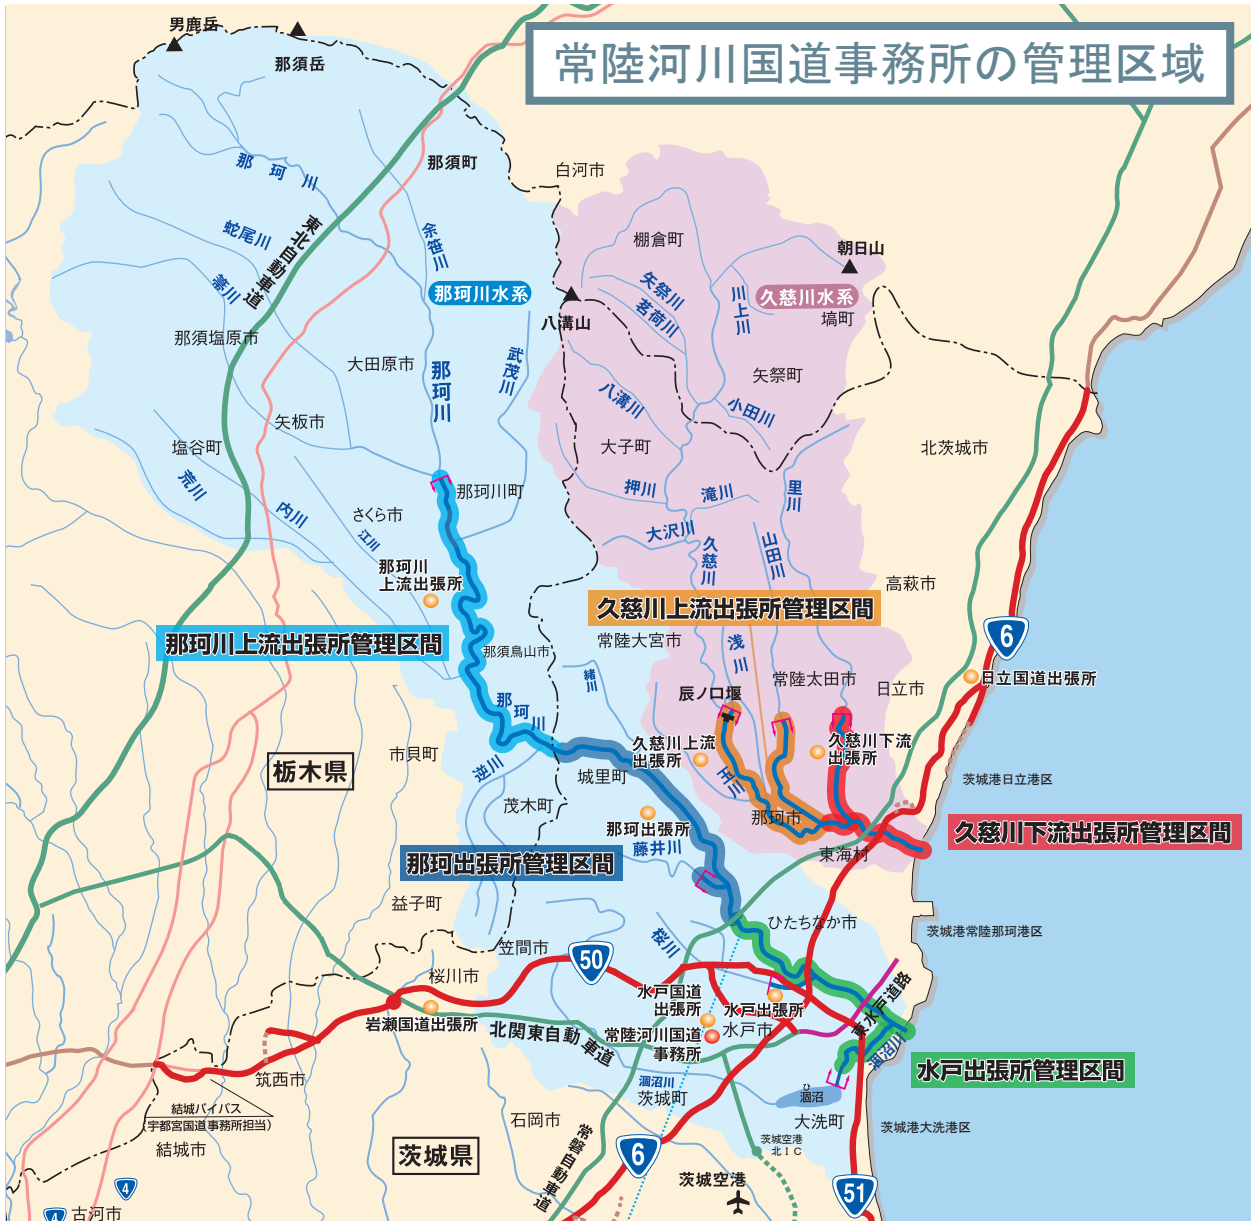 常陸河川国道事務所の管理区域
男鹿岳
那須岳
那珂川
那須町
白河市
余笹川
蛇尾川
東北自動車道
箒川
棚倉町
朝日山
矢祭川
茗荷川
川上川
久慈川水系
塙町
那珂川水系
八溝山
那須塩原市
大田原市
武茂川
那珂川
矢祭町
八溝川
小田川
矢板市
塩谷町
大子町
北茨城市
荒川
内川
さくら市
江川
那珂川町
押川
滝川
里川
大沢川
久慈川
山田川
那珂川
上流出張所
高萩市
久慈川上流出張所管理区間
那珂川上流出張所管理区間
那須烏山市
常陸大宮市
浅川
6
緒川
常陸太田市
日立市
日立国道出張所
辰ノ口堰
那珂川
久慈川上流
出張所
久慈川下流
出張所
市貝町
逆川
栃木県
城里町
玉川
茨城港日立港区
茂木町
那珂市
那珂出張所
藤井川
久慈川下流出張所管理区間
東海村
那珂出張所管理区間
益子町
ひたちなか市
茨城港常陸那珂港区
笠間市
桜川
50
桜川市
水戸国道
出張所
水戸出張所
東水戸道路
岩瀬国道出張所
北関東自動車道
常陸河川国道
事務所
水戸市
涸沼川
水戸出張所管理区間
筑西市
涸沼川
茨城町
ひ
涸沼
結城バイパス
(宇都宮国道事務所担当)
石岡市
大洗町
茨城港大洗港区
結城市
茨城県
常磐自動車道
6
茨城空港
北IC
茨城空港
4
51
4
古河市